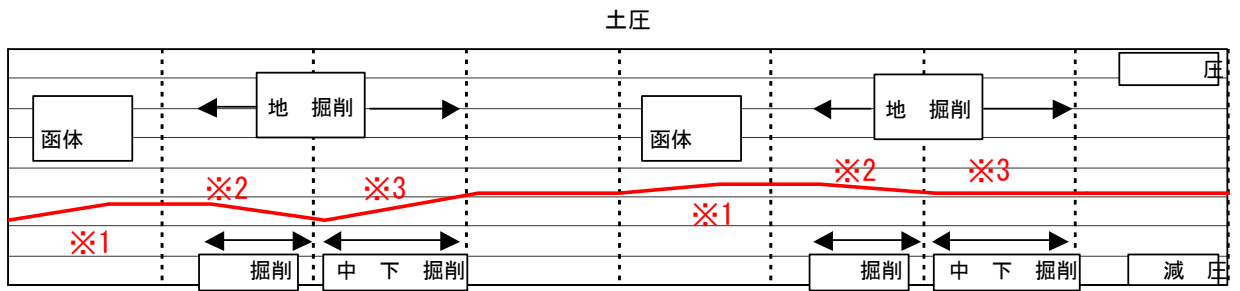 土圧
圧
地 掘削
地 掘削
函体
函体
※2
※3
※2
※3
※1
※1
掘削
中 下 掘削
掘削
中 下 掘削
減 圧